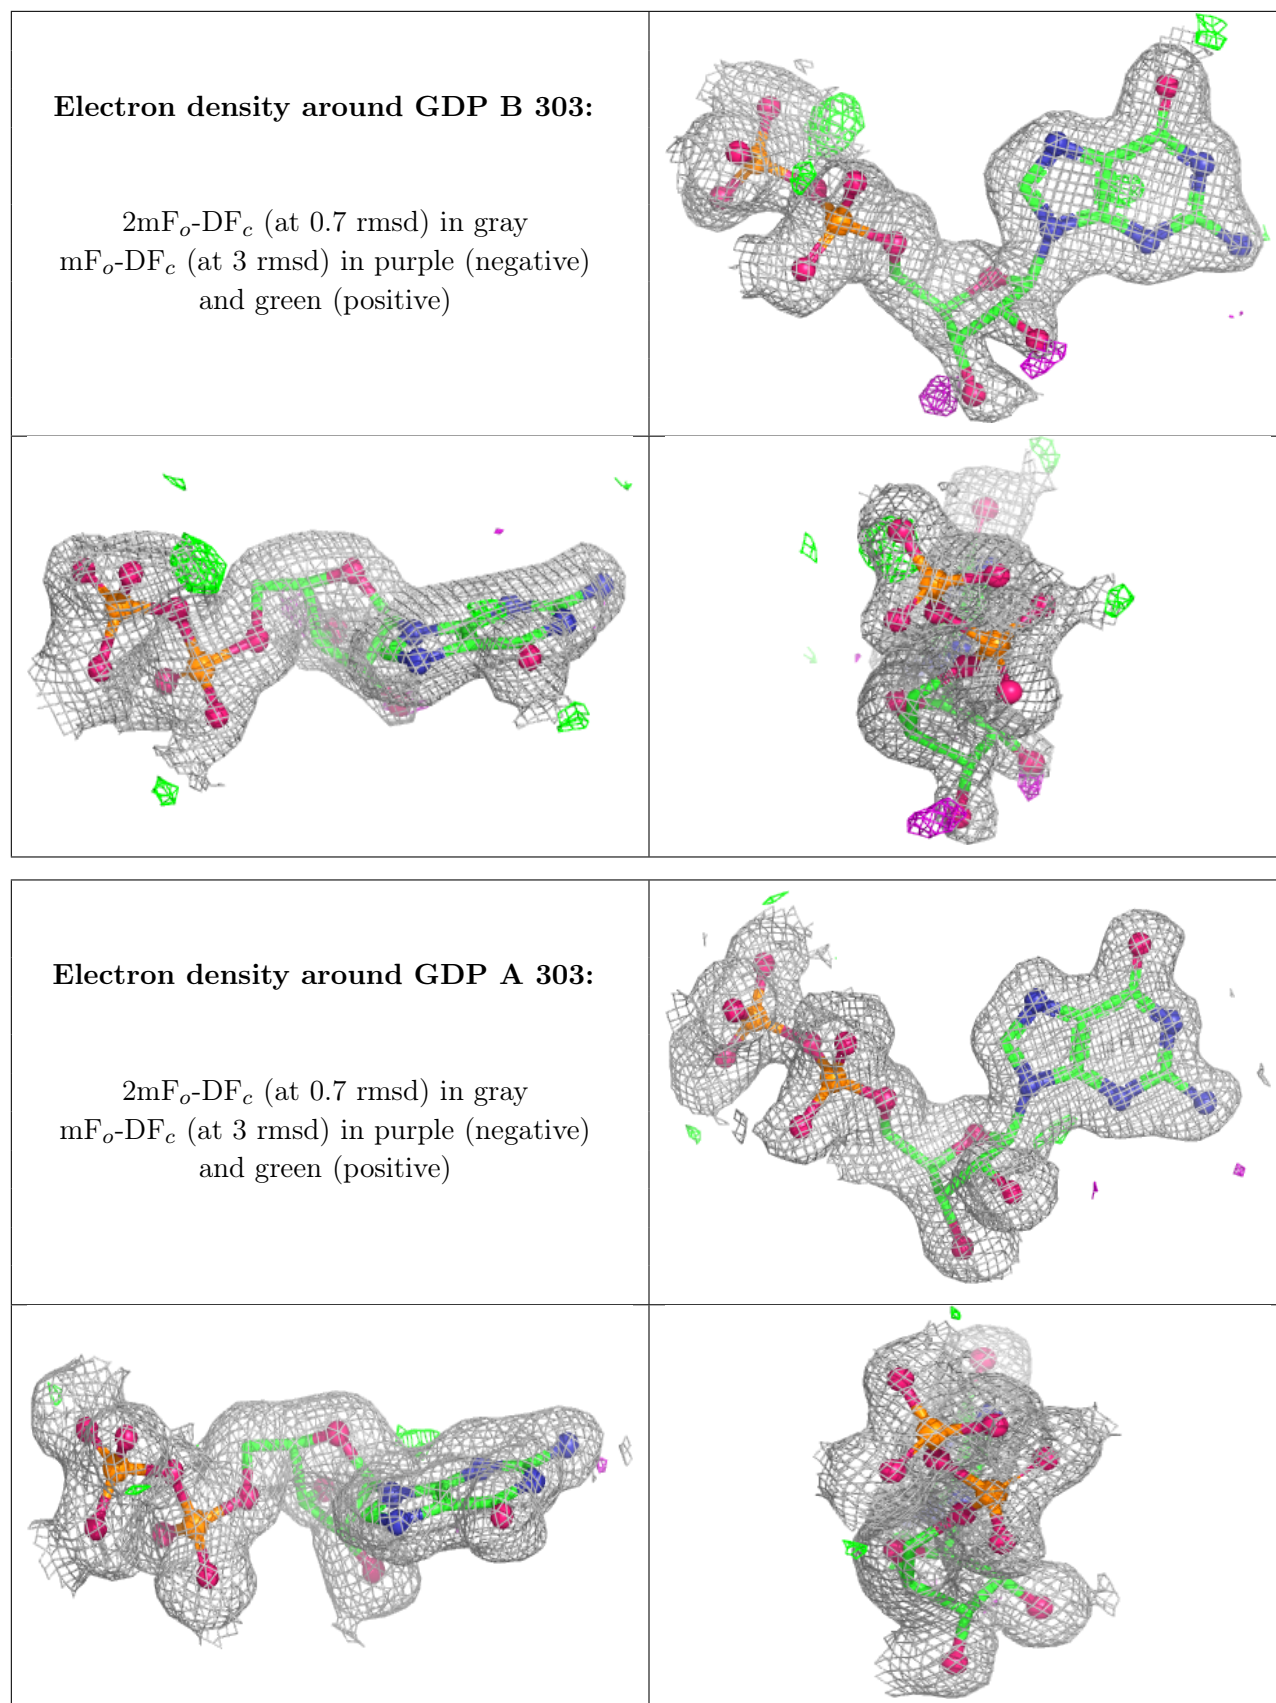 Electron density around GDP B 303:
2mFo-DFc (at 0.7 rmsd) in gray
mFo-DFc (at 3 rmsd) in purple (negative)
and green (positive)
Electron density around GDP A 303:
2mFo-DFc (at 0.7 rmsd) in gray
mFo-DFc (at 3 rmsd) in purple (negative)
and green (positive)